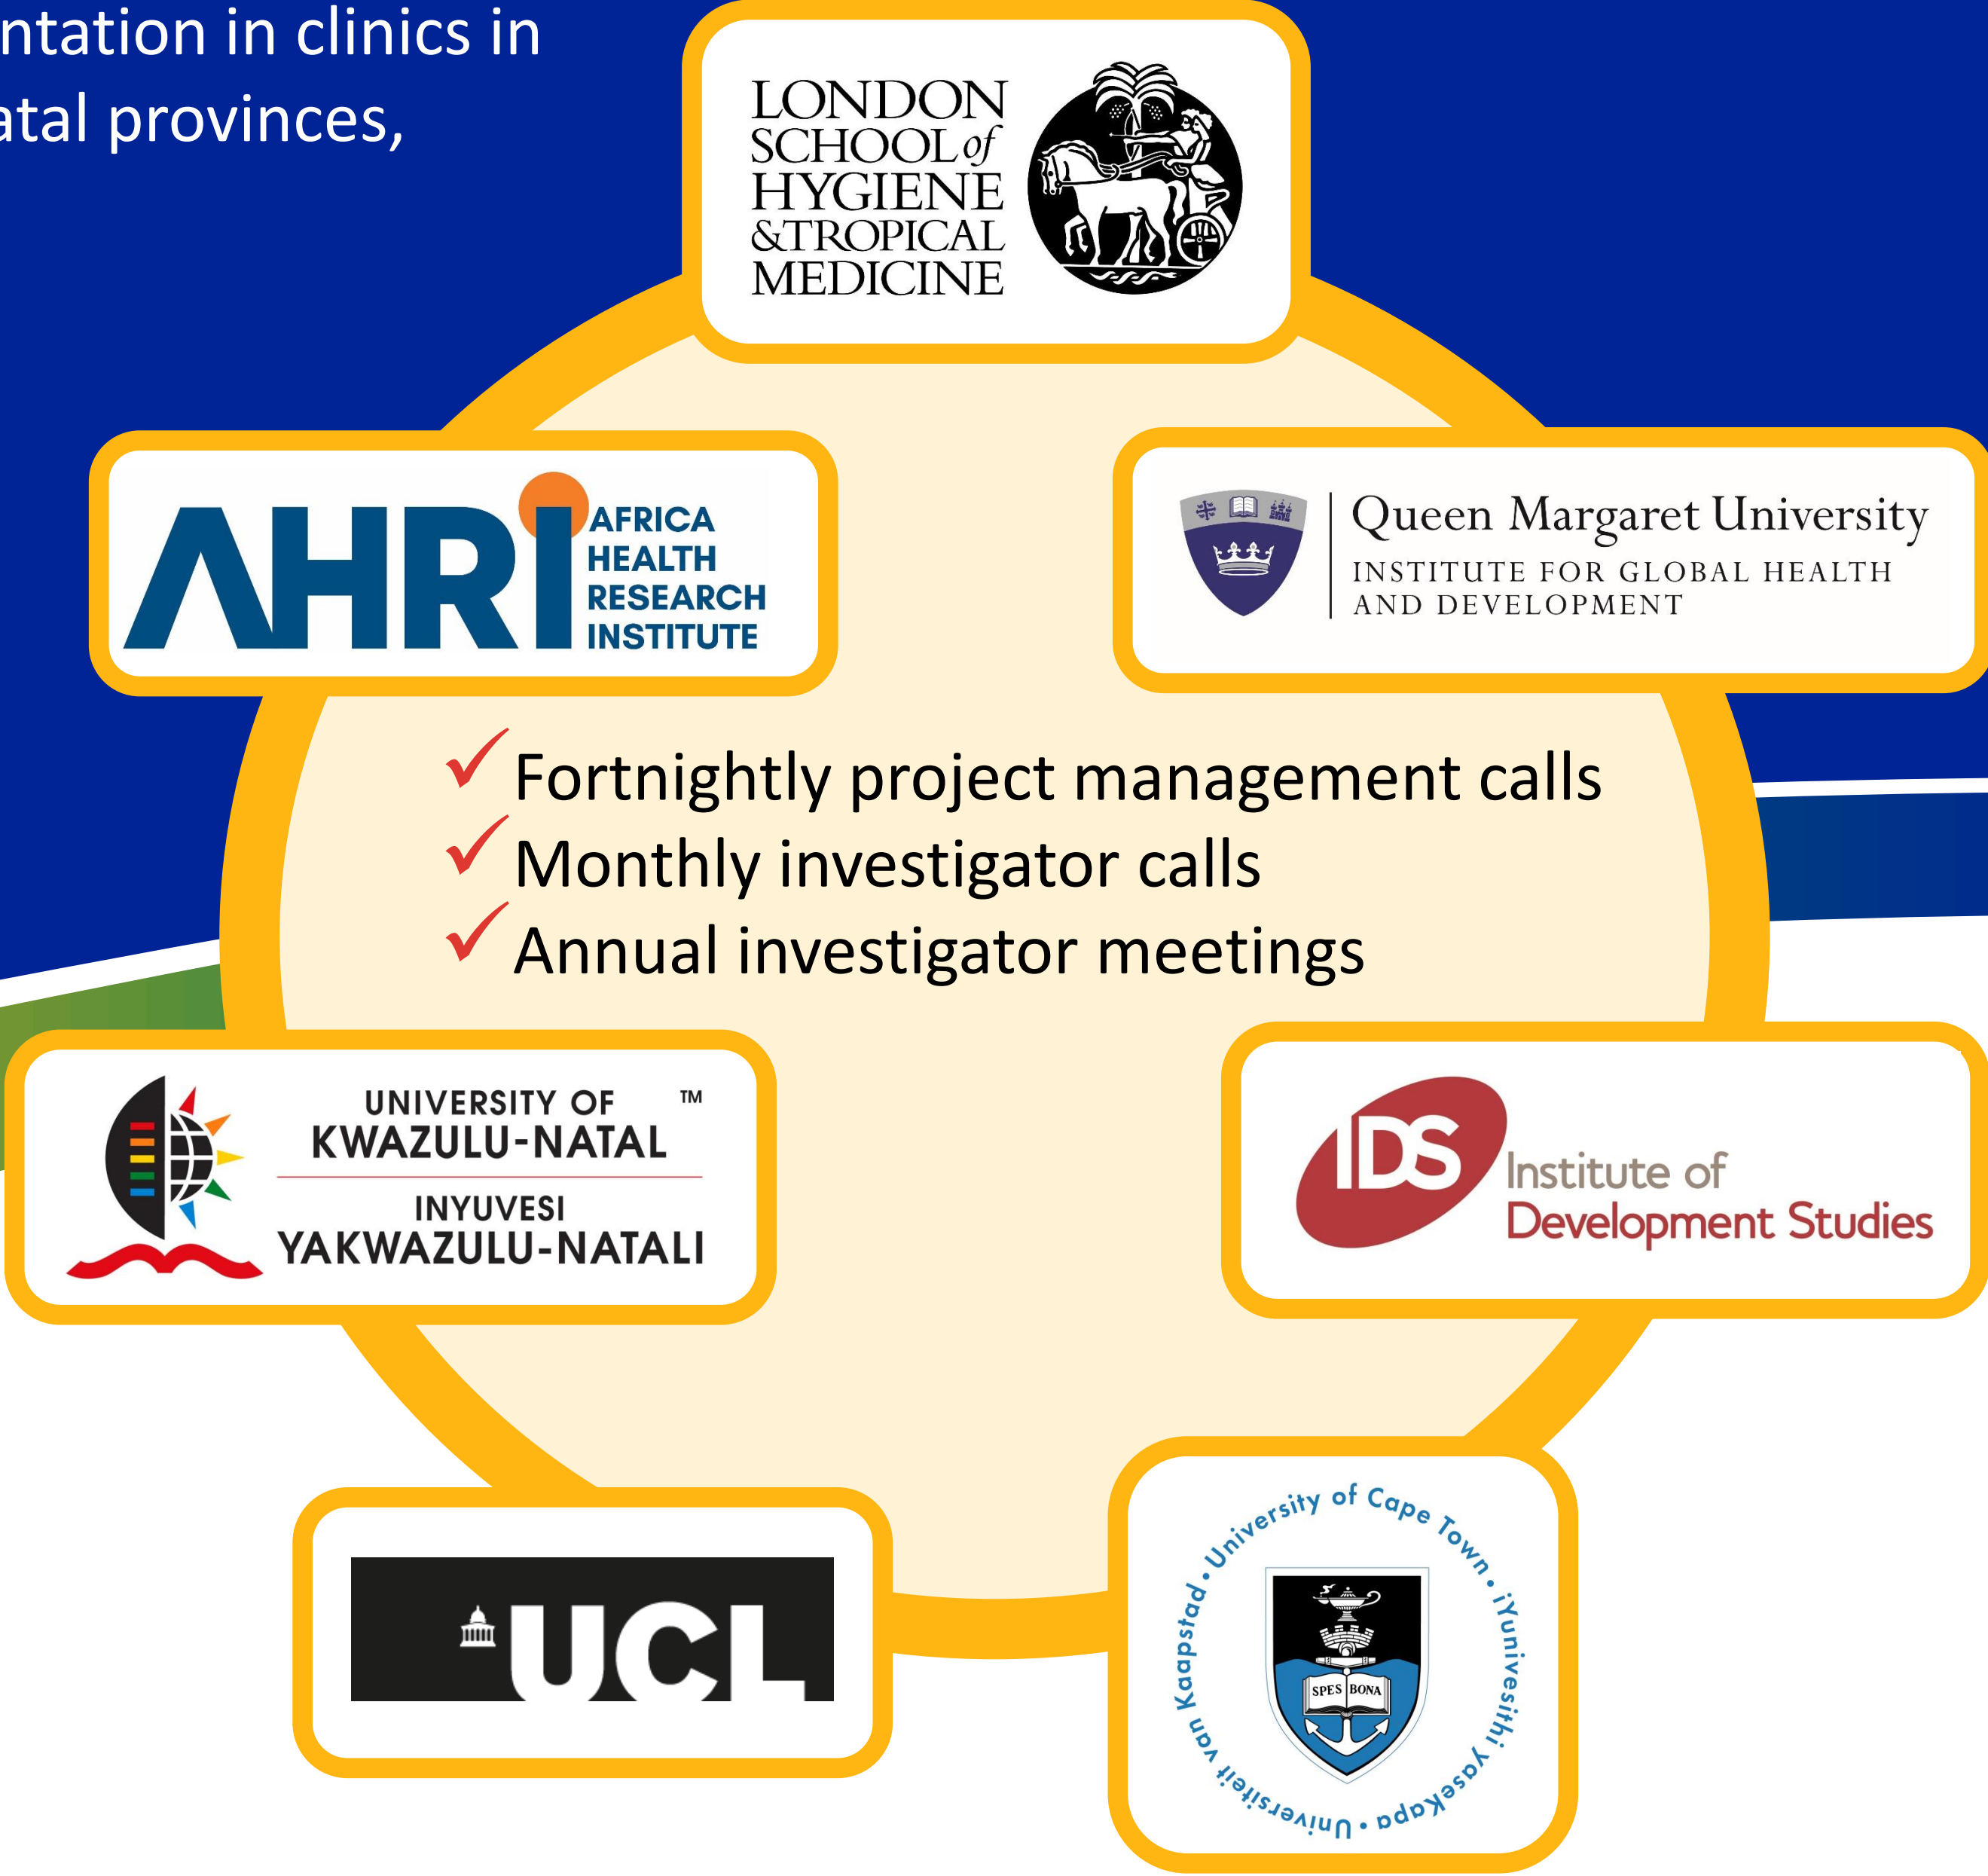 ntation in clinics in
atal provinces,
LONDON
SCHOOL of
HYGIENE
&TROPICAL
MEDICINE
AHRI
AFRICA
HEALTH
RESEARCH
INSTITUTE
Queen Margaret University
INSTITUTE FOR GLOBAL HEALTH
AND DEVELOPMENT
Fortnightly project management calls
Monthly investigator calls
Annual investigator meetings
UNIVERSITY OF TM
KWAZULU-NATAL
INYUVESI
YAKWAZULU-NATALI
IDS
Institute of
Development Studies
UCL
University of Cape Town • iYunivesithi yaseKapa • Universiteit van Kaapstad •
SPES BONA